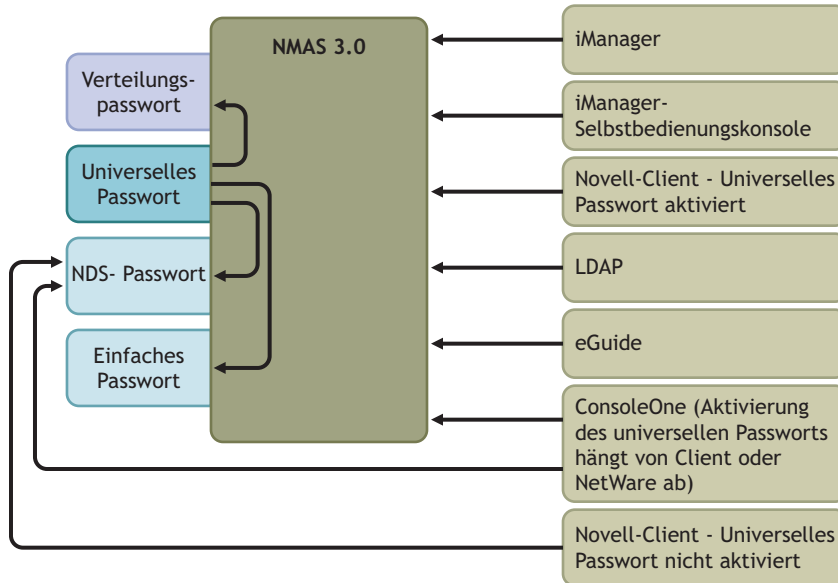 NMAS 3.0
Verteilungs-
passwort
Universelles
Passwort
NDS- Passwort
Einfaches
Passwort
iManager
iManager-
Selbstbedienungskonsole
Novell-Client - Universelles
Passwort aktiviert
LDAP
eGuide
ConsoleOne (Aktivierung
des universellen Passworts
hängt von Client oder
NetWare ab)
Novell-Client - Universelles
Passwort nicht aktiviert